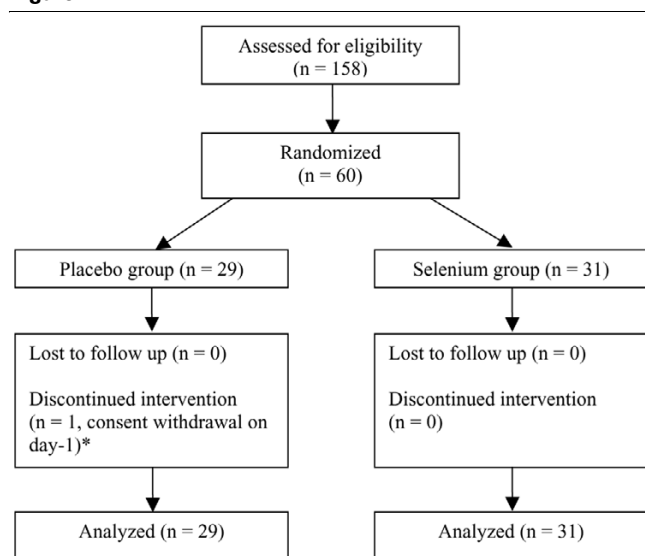 Assessed for eligibility
(n = 158)
Randomized
(n = 60)
Placebo group (n = 29)
Selenium group (n = 31)
Lost to follow up (n = 0)
Discontinued intervention
(n = 1, consent withdrawal on
day-1)*
Lost to follow up (n = 0)
Discontinued intervention
(n = 0)
Analyzed (n = 29)
Analyzed (n = 31)